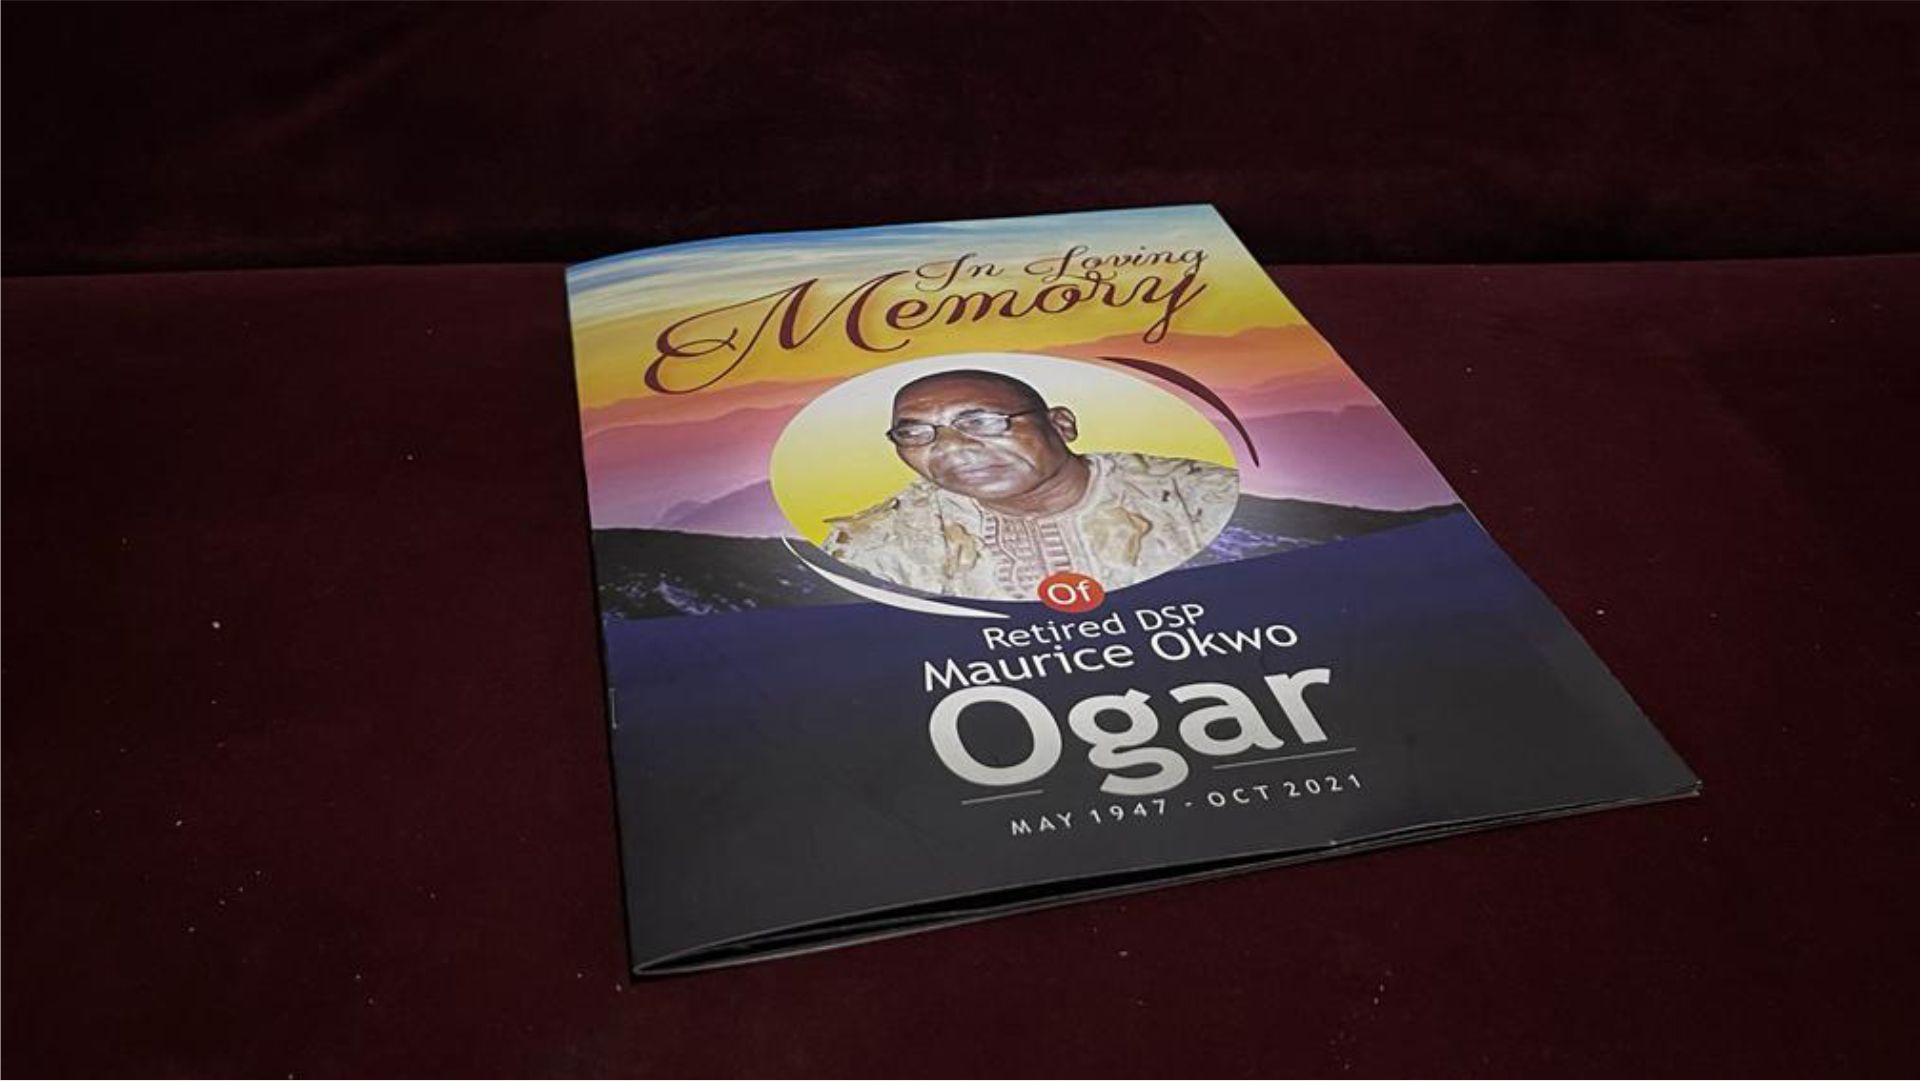 In Loving
Memory
Of
Retired DSP
Maurice Okwo
Ogar
MAY 1947 - OCT 2021